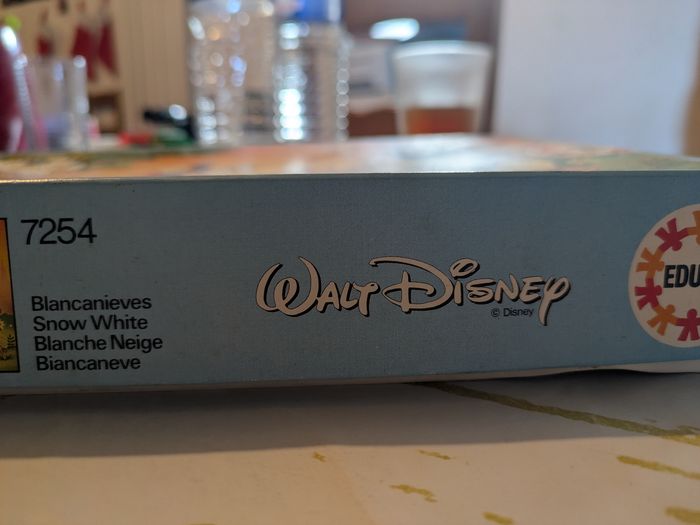 7254
Blancanieves
Snow White
Blanche Neige
Biancaneve
WALT DISNEY
© Disney
EDU